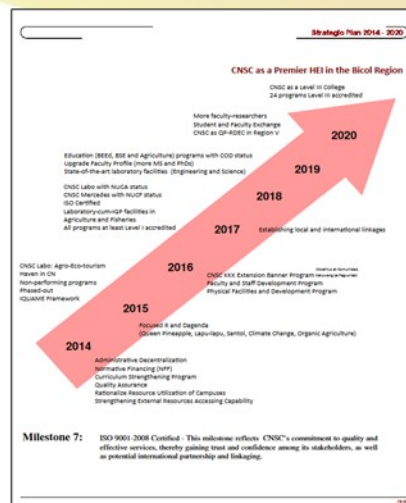 Strategic Plan 2014 - 2020
CNSC as a Premier HEI in the Bicol Region
CNSC as a Level III College
24 programs Level III accredited
More faculty-researchers
Student and Faculty Exchange
CNSC as QP-RDEC in Region V
2020
Education (BEEd, BSE and Agriculture) programs with COD status
Upgrade Faculty Profile (more MS and PhDs)
State-of-the-art laboratory facilities (Engineering and Science)
2019
CNSC Labo with NUCA status
CNSC Mercedes with NUCF status
ISO Certified
Laboratory-cum-IGP facilities in
Agriculture and Fisheries
All programs at least Level I accredited
2018
2017
Establishing local and international linkages
CNSC Labo: Agro-Eco-tourism
Haven in CN
Non-performing programs
Phased-out
IQUAME Framework
2016
CNSC KKK Extension Banner Program
Faculty and Staff Development Program
Physical Facilities and Development Program
2015
Focused R and Dagenda
(Queen Pineapple, Lapu-lapu, Santol, Climate Change, Organic Agriculture)
2014
Administrative Decentralization
Normative Financing (NPF)
Curriculum Strengthening Program
Quality Assurance
Rationalize Resource Utilization of Campuses
Strengthening External Resources Accessing Capability
Milestone 7: ISO 9001-2008 Certified - This milestone reflects CNSC's commitment to quality and
effective services, thereby gaining trust and confidence among its stakeholders, as well
as potential international partnership and linkaging.